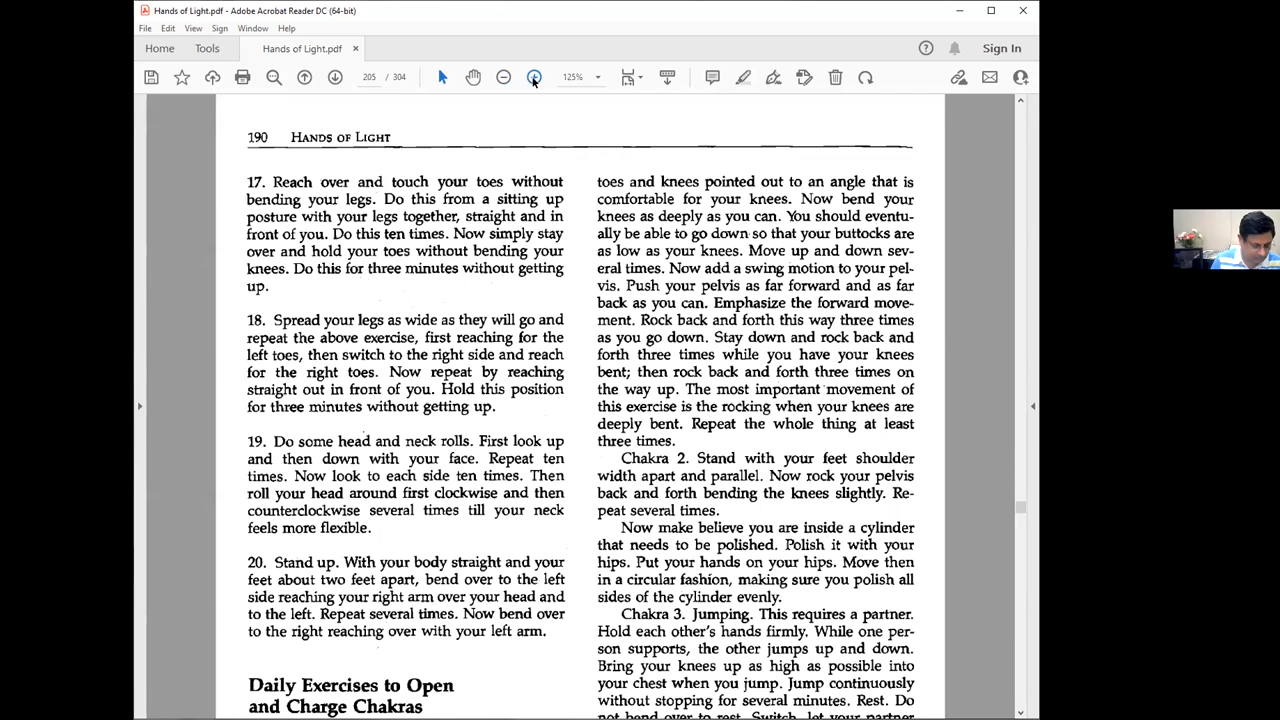 Hands of Light.pdf - Adobe Acrobat Reader DC (64-bit)
File Edit View Sign Window Help
Home Tools Hands of Light.pdf × Sign In
205 / 304 125%
190 HANDS OF LIGHT
17. Reach over and touch your toes without
bending your legs. Do this from a sitting up
posture with your legs together, straight and in
front of you. Do this ten times. Now simply stay
over and hold your toes without bending your
knees. Do this for three minutes without getting
up.
18. Spread your legs as wide as they will go and
repeat the above exercise, first reaching for the
left toes, then switch to the right side and reach
for the right toes. Now repeat by reaching
straight out in front of you. Hold this position
for three minutes without getting up.
19. Do some head and neck rolls. First look up
and then down with your face. Repeat ten
times. Now look to each side ten times. Then
roll your head around first clockwise and then
counterclockwise several times till your neck
feels more flexible.
20. Stand up. With your body straight and your
feet about two feet apart, bend over to the left
side reaching your right arm over your head and
to the left. Repeat several times. Now bend over
to the right reaching over with your left arm.
Daily Exercises to Open
and Charge Chakras
toes and knees pointed out to an angle that is
comfortable for your knees. Now bend your
knees as deeply as you can. You should eventu-
ally be able to go down so that your buttocks are
as low as your knees. Move up and down sev-
eral times. Now add a swing motion to your pel-
vis. Push your pelvis as far forward and as far
back as you can. Emphasize the forward move-
ment. Rock back and forth this way three times
as you go down. Stay down and rock back and
forth three times while you have your knees
bent; then rock back and forth three times on
the way up. The most important movement of
this exercise is the rocking when your knees are
deeply bent. Repeat the whole thing at least
three times.
Chakra 2. Stand with your feet shoulder
width apart and parallel. Now rock your pelvis
back and forth bending the knees slightly. Re-
peat several times.
Now make believe you are inside a cylinder
that needs to be polished. Polish it with your
hips. Put your hands on your hips. Move then
in a circular fashion, making sure you polish all
sides of the cylinder evenly.
Chakra 3. Jumping. This requires a partner.
Hold each other's hands firmly. While one per-
son supports, the other jumps up and down.
Bring your knees up as high as possible into
your chest when you jump. Jump continuously
without stopping for several minutes. Rest. Do
not bend over to rest. Switch, let your partner